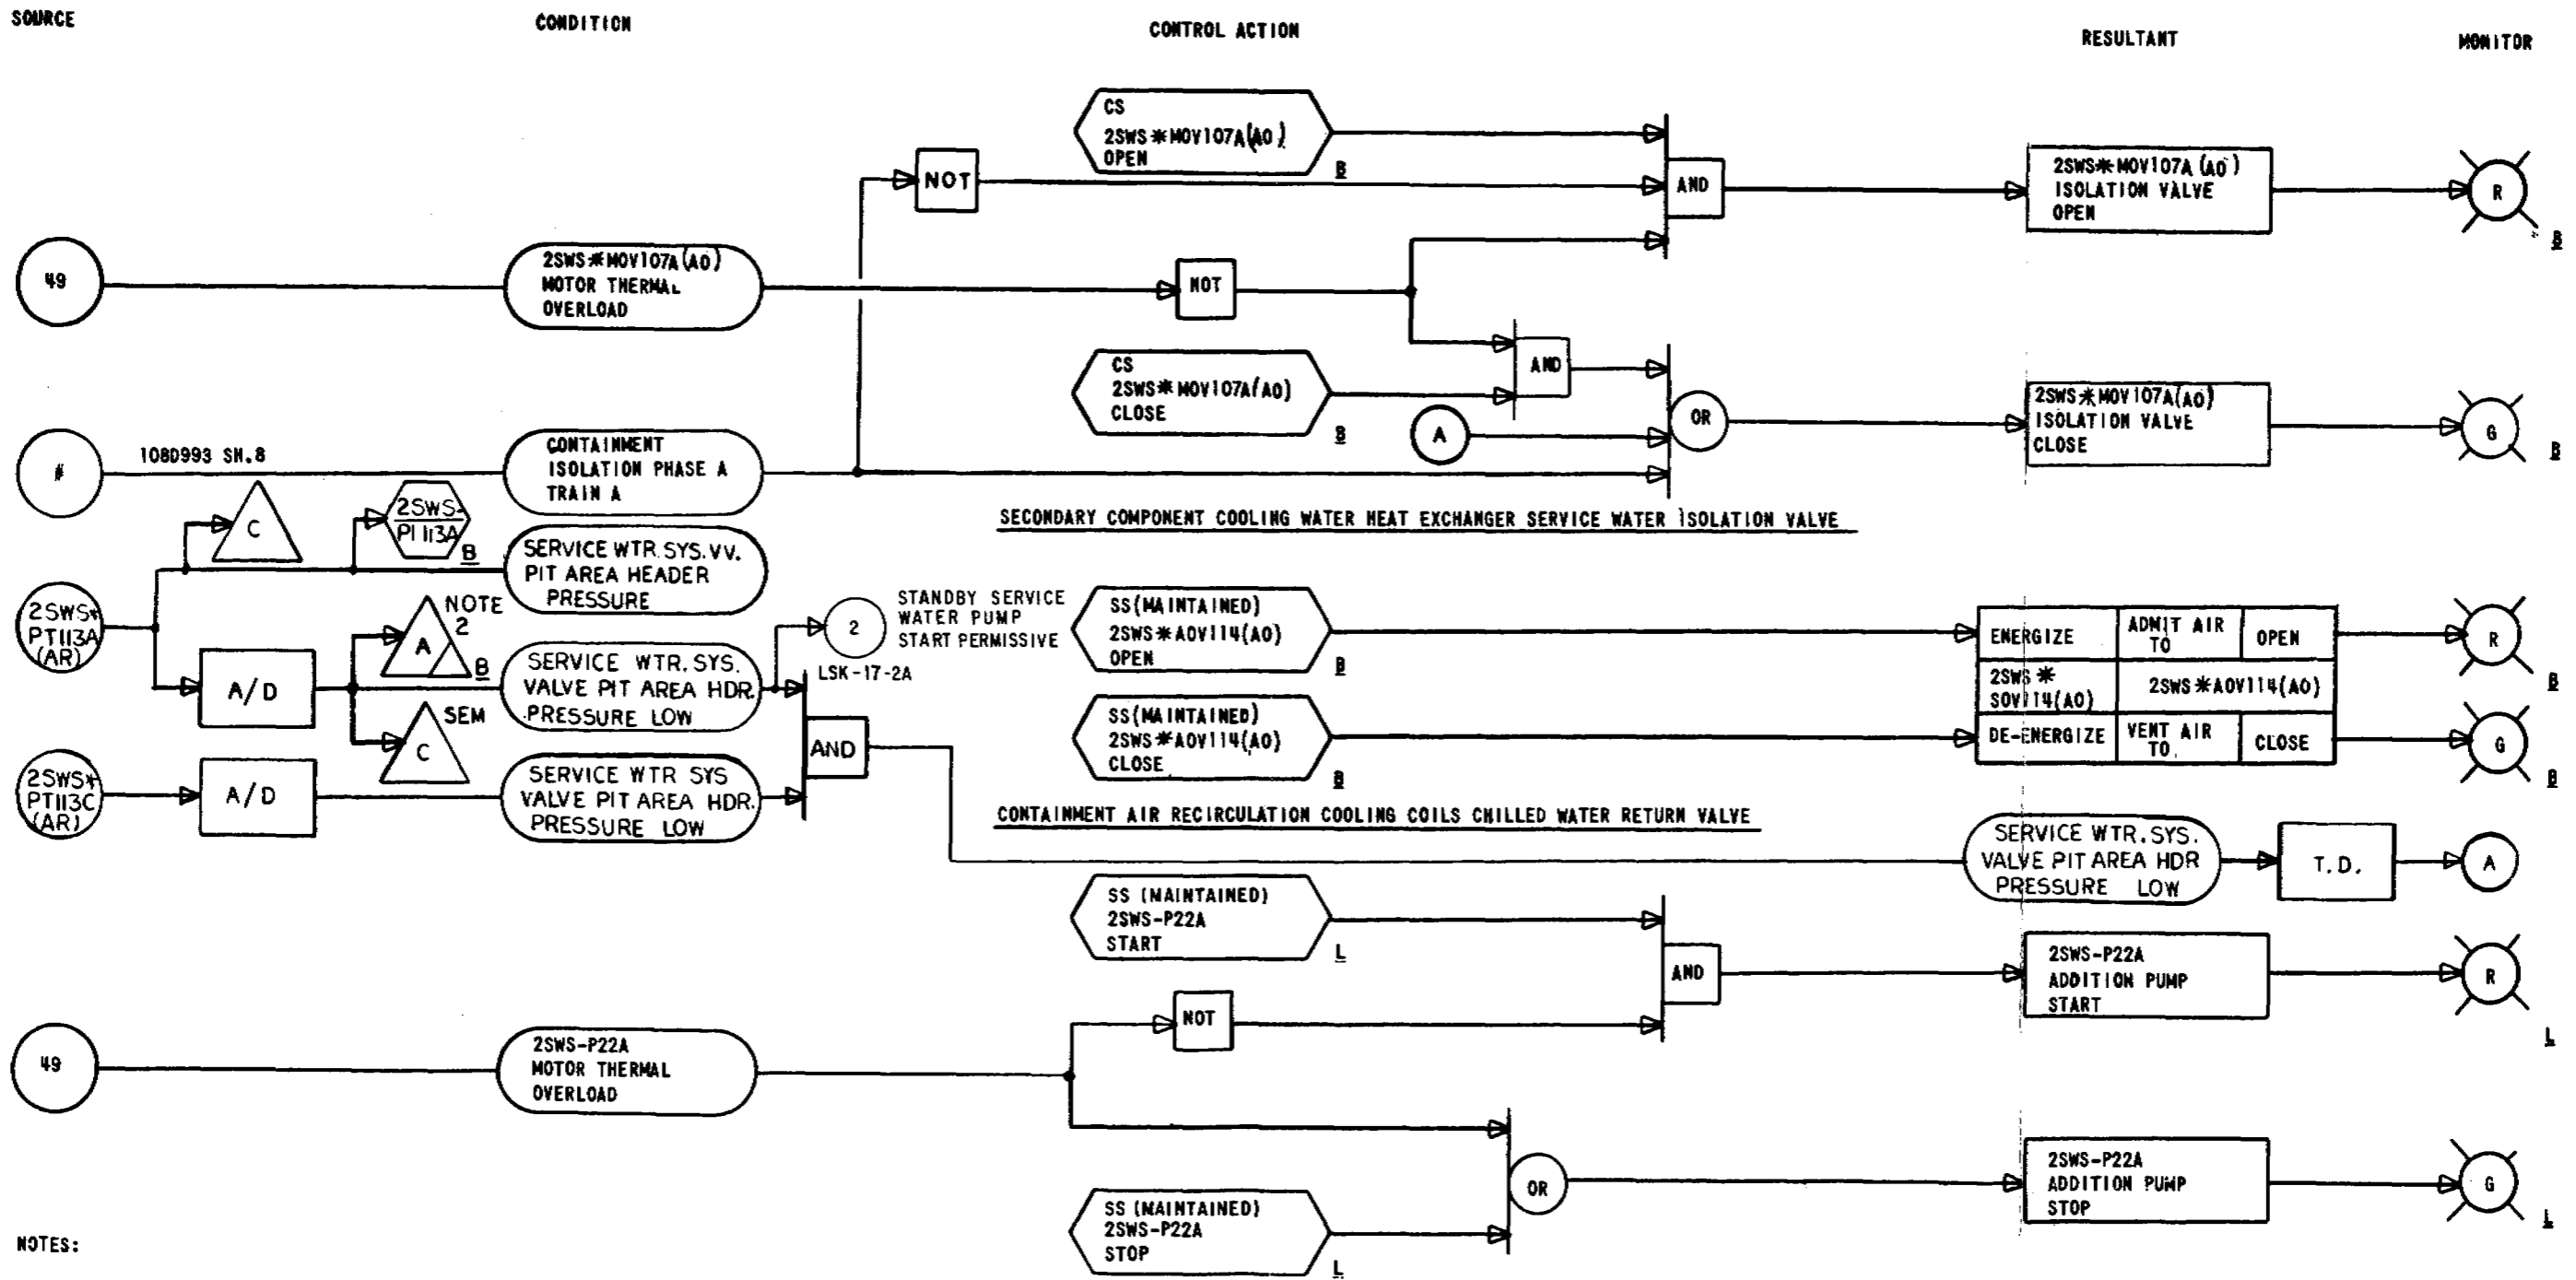 SOURCE
CONDITION
CONTROL ACTION
RESULTANT
MONITOR
CS
2SWS*MOV107A(AO)
OPEN
B
NOT
AND
2SWS*MOV107A(AO)
ISOLATION VALVE
OPEN
R
B
49
2SWS*MOV107A(AO)
MOTOR THERMAL
OVERLOAD
NOT
CS
2SWS*MOV107A(AO)
CLOSE
B
AND
A
OR
2SWS*MOV107A(AO)
ISOLATION VALVE
CLOSE
G
B
#
108D993 SH.8
CONTAINMENT
ISOLATION PHASE A
TRAIN A
SECONDARY COMPONENT COOLING WATER HEAT EXCHANGER SERVICE WATER ISOLATION VALVE
C
2SWS-
PI113A
B
SERVICE WTR. SYS. VV.
PIT AREA HEADER
PRESSURE
2SWS*
PT113A
(AR)
A/D
A
NOTE
2
B
C
SEM
SERVICE WTR. SYS.
VALVE PIT AREA HDR.
PRESSURE LOW
2
STANDBY SERVICE
WATER PUMP
START PERMISSIVE
LSK-17-2A
SS(MAINTAINED)
2SWS*AOV114(AO)
OPEN
B
ENERGIZE
ADMIT AIR
TO
OPEN
2SWS*
SOV114(AO)
2SWS*AOV114(AO)
DE-ENERGIZE
VENT AIR
TO
CLOSE
R
B
G
B
SS(MAINTAINED)
2SWS*AOV114(AO)
CLOSE
B
2SWS*
PT113C
(AR)
A/D
SERVICE WTR SYS
VALVE PIT AREA HDR.
PRESSURE LOW
AND
CONTAINMENT AIR RECIRCULATION COOLING COILS CHILLED WATER RETURN VALVE
SERVICE WTR. SYS.
VALVE PIT AREA HDR
PRESSURE LOW
T.D.
A
SS (MAINTAINED)
2SWS-P22A
START
L
AND
2SWS-P22A
ADDITION PUMP
START
R
L
NOT
49
2SWS-P22A
MOTOR THERMAL
OVERLOAD
SS (MAINTAINED)
2SWS-P22A
STOP
L
OR
2SWS-P22A
ADDITION PUMP
STOP
G
L
NOTES: